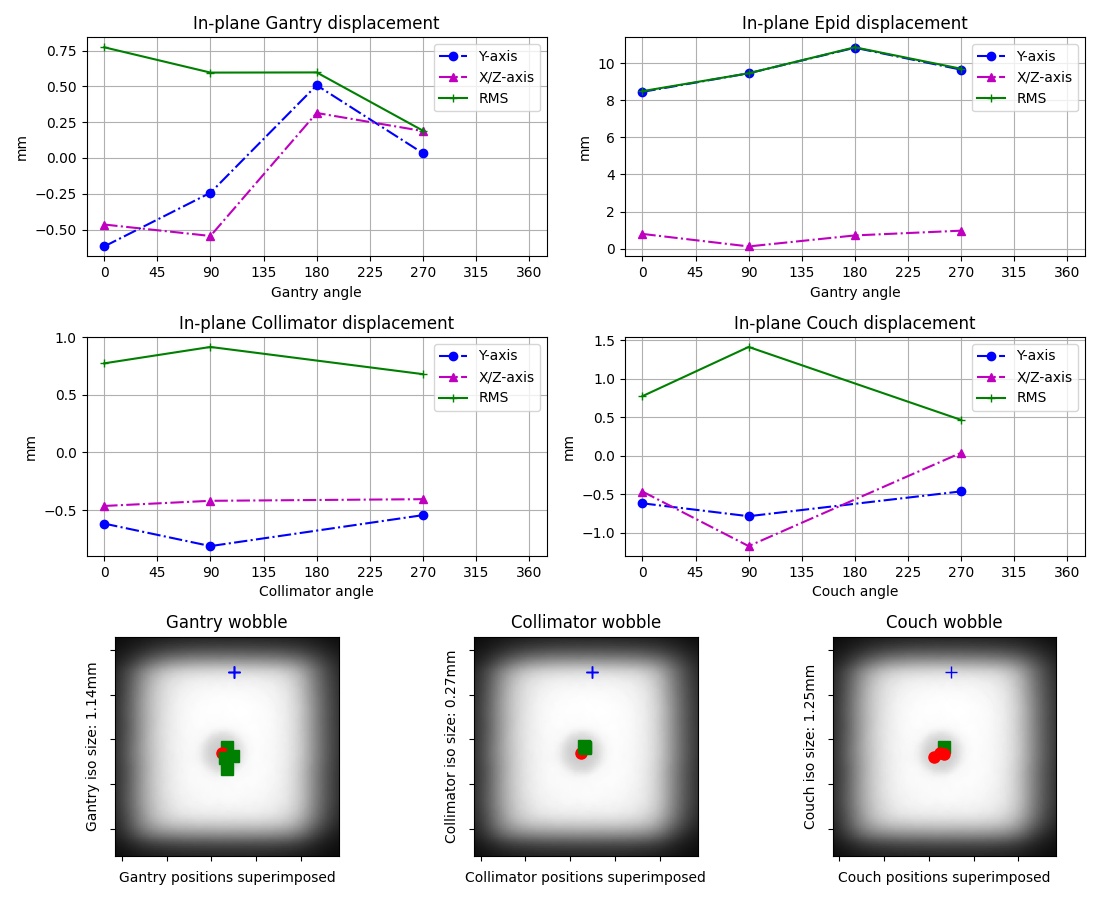 In-plane Gantry displacement
0.75
0.50
0.25
0.00
−0.25
−0.50
mm
Y-axis
X/Z-axis
RMS
0 45 90 135 180 225 270 315 360
Gantry angle
In-plane Epid displacement
10
8
6
4
2
0
mm
Y-axis
X/Z-axis
RMS
0 45 90 135 180 225 270 315 360
Gantry angle
In-plane Collimator displacement
1.0
0.5
0.0
−0.5
mm
Y-axis
X/Z-axis
RMS
0 45 90 135 180 225 270 315 360
Collimator angle
In-plane Couch displacement
1.5
1.0
0.5
0.0
−0.5
−1.0
mm
Y-axis
X/Z-axis
RMS
0 45 90 135 180 225 270 315 360
Couch angle
Gantry wobble
Gantry iso size: 1.14mm
Gantry positions superimposed
Collimator wobble
Collimator iso size: 0.27mm
Collimator positions superimposed
Couch wobble
Couch iso size: 1.25mm
Couch positions superimposed